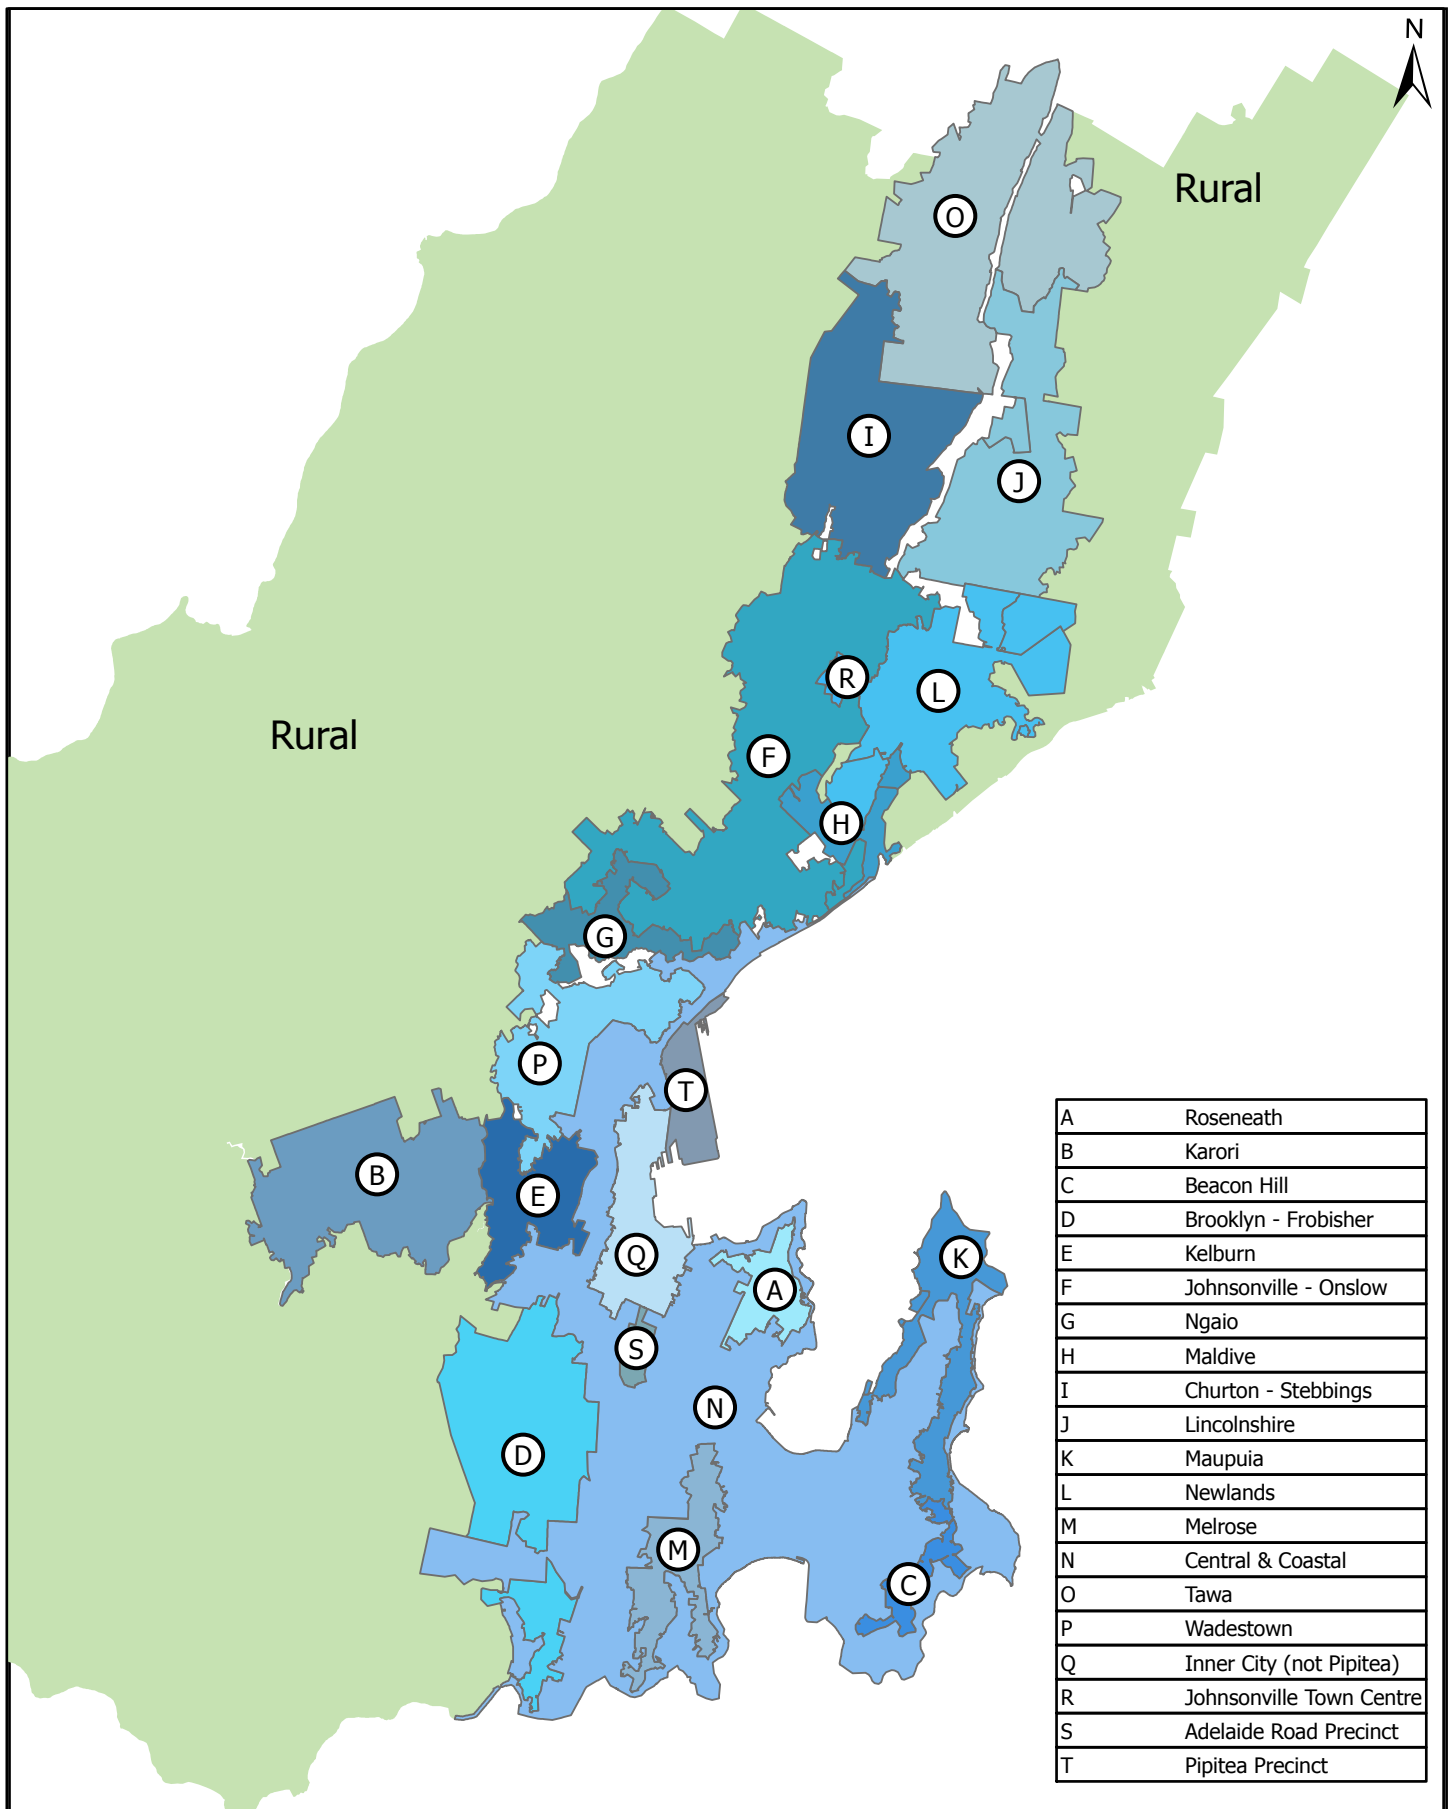 N
Rural
O
I
J
R
L
Rural
F
H
G
P
T
B
E
Q
K
A
S
N
D
M
C
A Roseneath
B Karori
C Beacon Hill
D Brooklyn - Frobisher
E Kelburn
F Johnsonville - Onslow
G Ngaio
H Maldive
I Churton - Stebbings
J Lincolnshire
K Maupuia
L Newlands
M Melrose
N Central & Coastal
O Tawa
P Wadestown
Q Inner City (not Pipitea)
R Johnsonville Town Centre
S Adelaide Road Precinct
T Pipitea Precinct